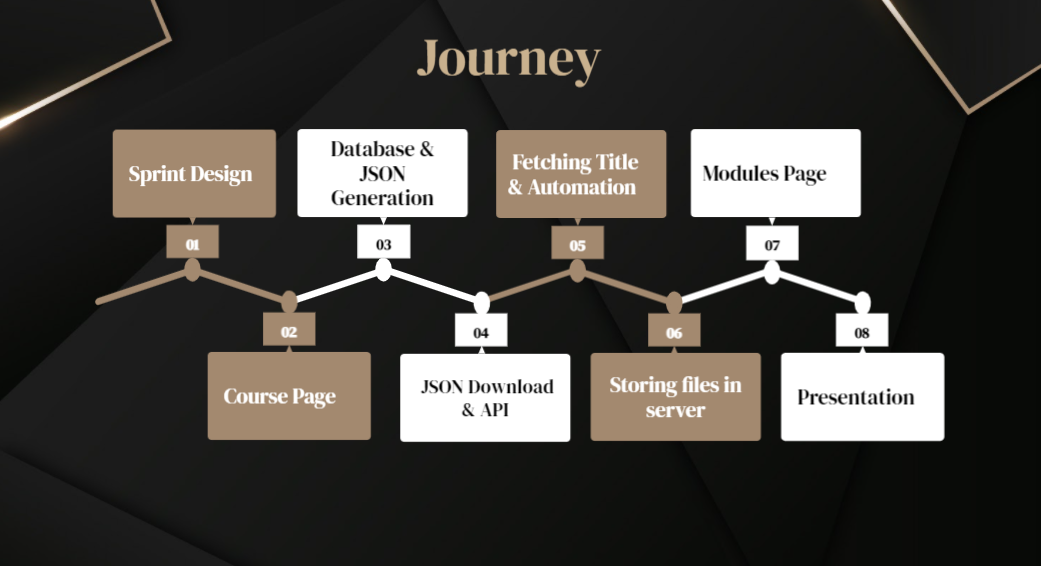 Journey
Sprint Design
01
02
Course Page
Database &
JSON
Generation
03
04
JSON Download
& API
Fetching Title
& Automation
05
06
Storing files in
server
Modules Page
07
08
Presentation